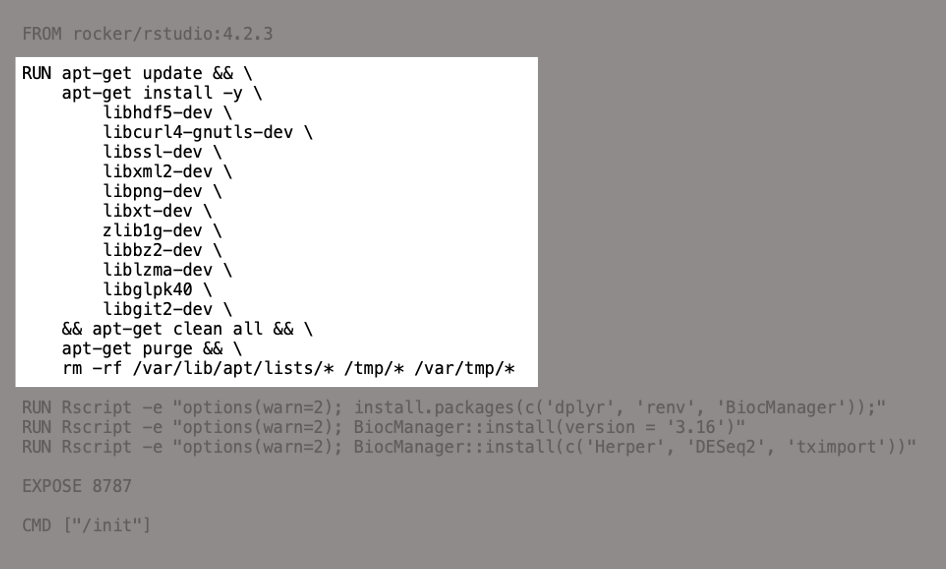 FROM rocker/rstudio:4.2.3
RUN apt-get update && \
apt-get install -y \
libhdf5-dev \
libcurl4-gnutls-dev \
libssl-dev \
libxml2-dev \
libpng-dev \
libxt-dev \
zlib1g-dev \
libbz2-dev \
liblzma-dev \
libglpk40 \
libgit2-dev \
&& apt-get clean all && \
apt-get purge && \
rm -rf /var/lib/apt/lists/* /tmp/* /var/tmp/*
RUN Rscript -e "options(warn=2); install.packages(c('dplyr', 'renv', 'BiocManager'));"
RUN Rscript -e "options(warn=2); BiocManager::install(version = '3.16')"
RUN Rscript -e "options(warn=2); BiocManager::install(c('Herper', 'DESeq2', 'tximport'))"
EXPOSE 8787
CMD ["/init"]